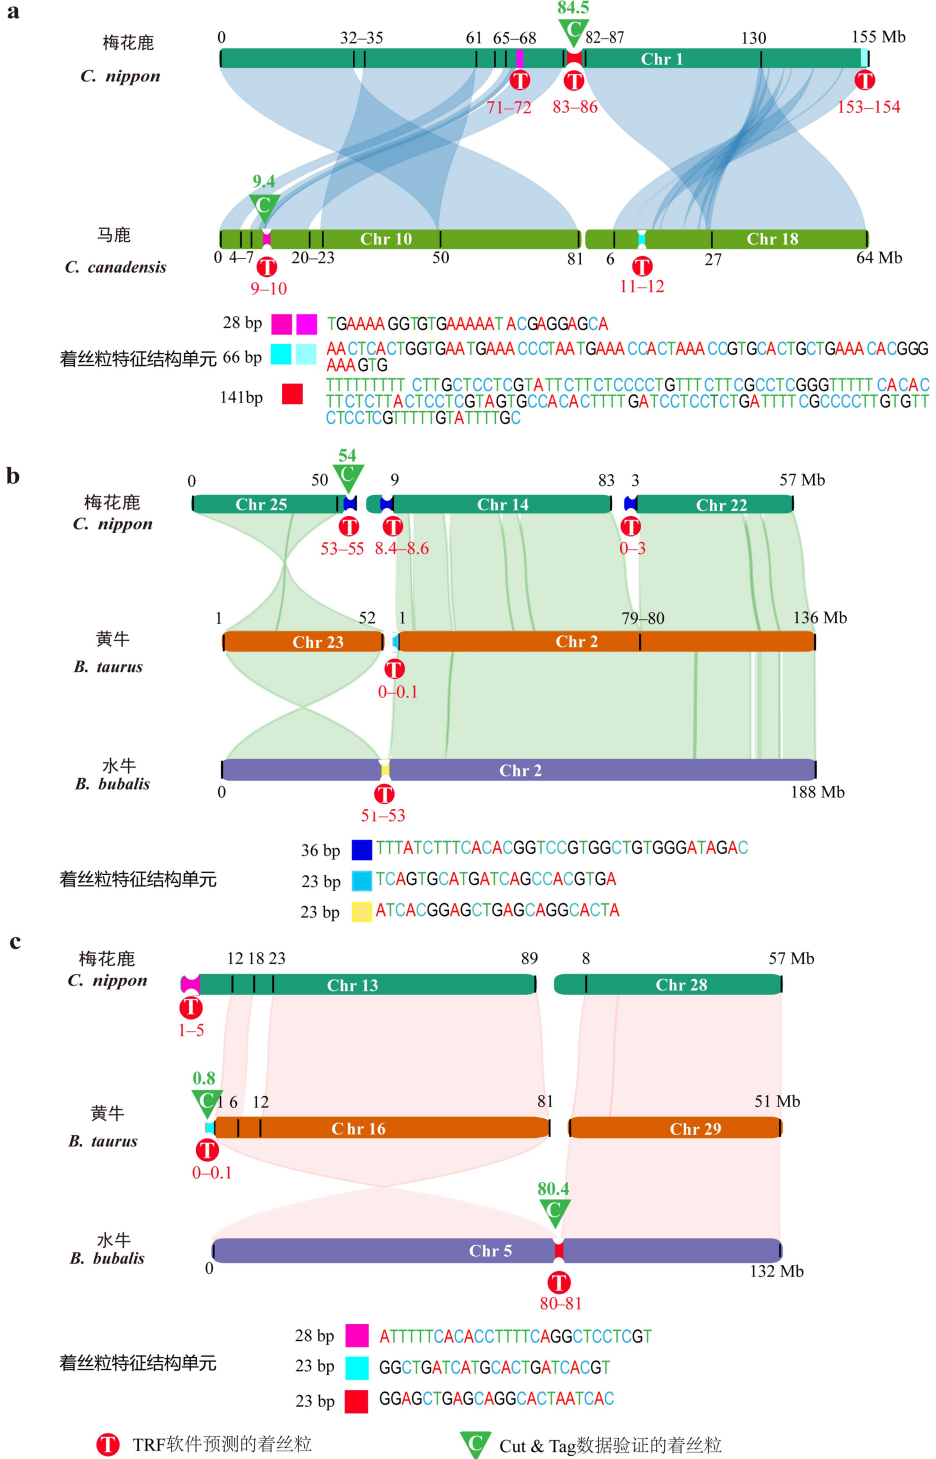 a
84.5
C
0 32–35 61 65–68 82–87 130 155 Mb
梅花鹿
C. nippon
Chr 1
T T T
71–72 83–86 153–154
9.4
C
马鹿
C. canadensis
Chr 10 Chr 18
0 4–7 20–23 50 81 6 27 64 Mb
T T
9–10 11–12
着丝粒特征结构单元
28 bp TGAAAAGGTGTGAAAAATACGAGGAGCA
66 bp AACTCACTGGTGAATGAAACCCTAATGAAACCACTAAACCGTGCACTGCTGAAACACGGG
AAAGTG
141bp TTTTTTTTTCTTGCTCCTCGTATTCTTCTCCCCTGTTTCTTCGCCTCGGGTTTTTCACAC
TTCTCTTACTCCTCGTAGTGCCACACTTTTGATCCTCCTCTGATTTTCGCCCCTTGTGTT
CTCCTCGTTTTTGTATTTTGC
b
54
C
0 50 9 83 3 57 Mb
梅花鹿
C. nippon
Chr 25 Chr 14 Chr 22
T T T
53–55 8.4–8.6 0–3
1 52 1 79–80 136 Mb
黄牛
B. taurus
Chr 23 Chr 2
T
0–0.1
水牛
B. bubalis
Chr 2
0 188 Mb
T
51–53
着丝粒特征结构单元
36 bp TTTATCTTTCACACGGTCCGTGGCTGTGGGATAGAC
23 bp TCAGTGCATGATCAGCCACGTGA
23 bp ATCACGGAGCTGAGCAGGCACTA
c
12 18 23 89 8 57 Mb
梅花鹿
C. nippon
Chr 13 Chr 28
T
1–5
0.8
C
1 6 12 81 51 Mb
黄牛
B. taurus
Chr 16 Chr 29
T
0–0.1
80.4
C
水牛
B. bubalis
Chr 5
0 132 Mb
T
80–81
着丝粒特征结构单元
28 bp ATTTTTCACACCTTTTCAGGCTCCTCGT
23 bp GGCTGATCATGCACTGATCACGT
23 bp GGAGCTGAGCAGGCACTAATCAC
T TRF软件预测的着丝粒 C Cut & Tag数据验证的着丝粒